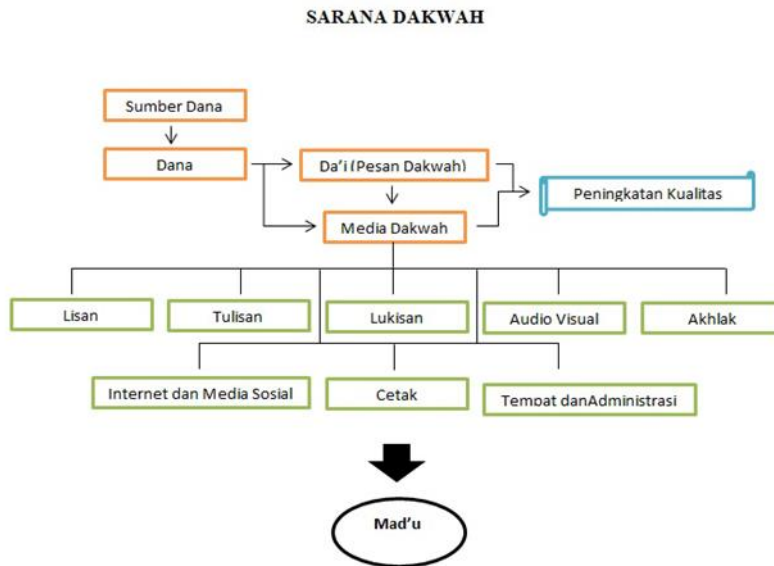 SARANA DAKWAH
Sumber Dana
Dana
Da'i (Pesan Dakwah)
Peningkatan Kualitas
Media Dakwah
Lisan
Tulisan
Lukisan
Audio Visual
Akhlak
Internet dan Media Sosial
Cetak
Tempat danAdministrasi
Mad'u